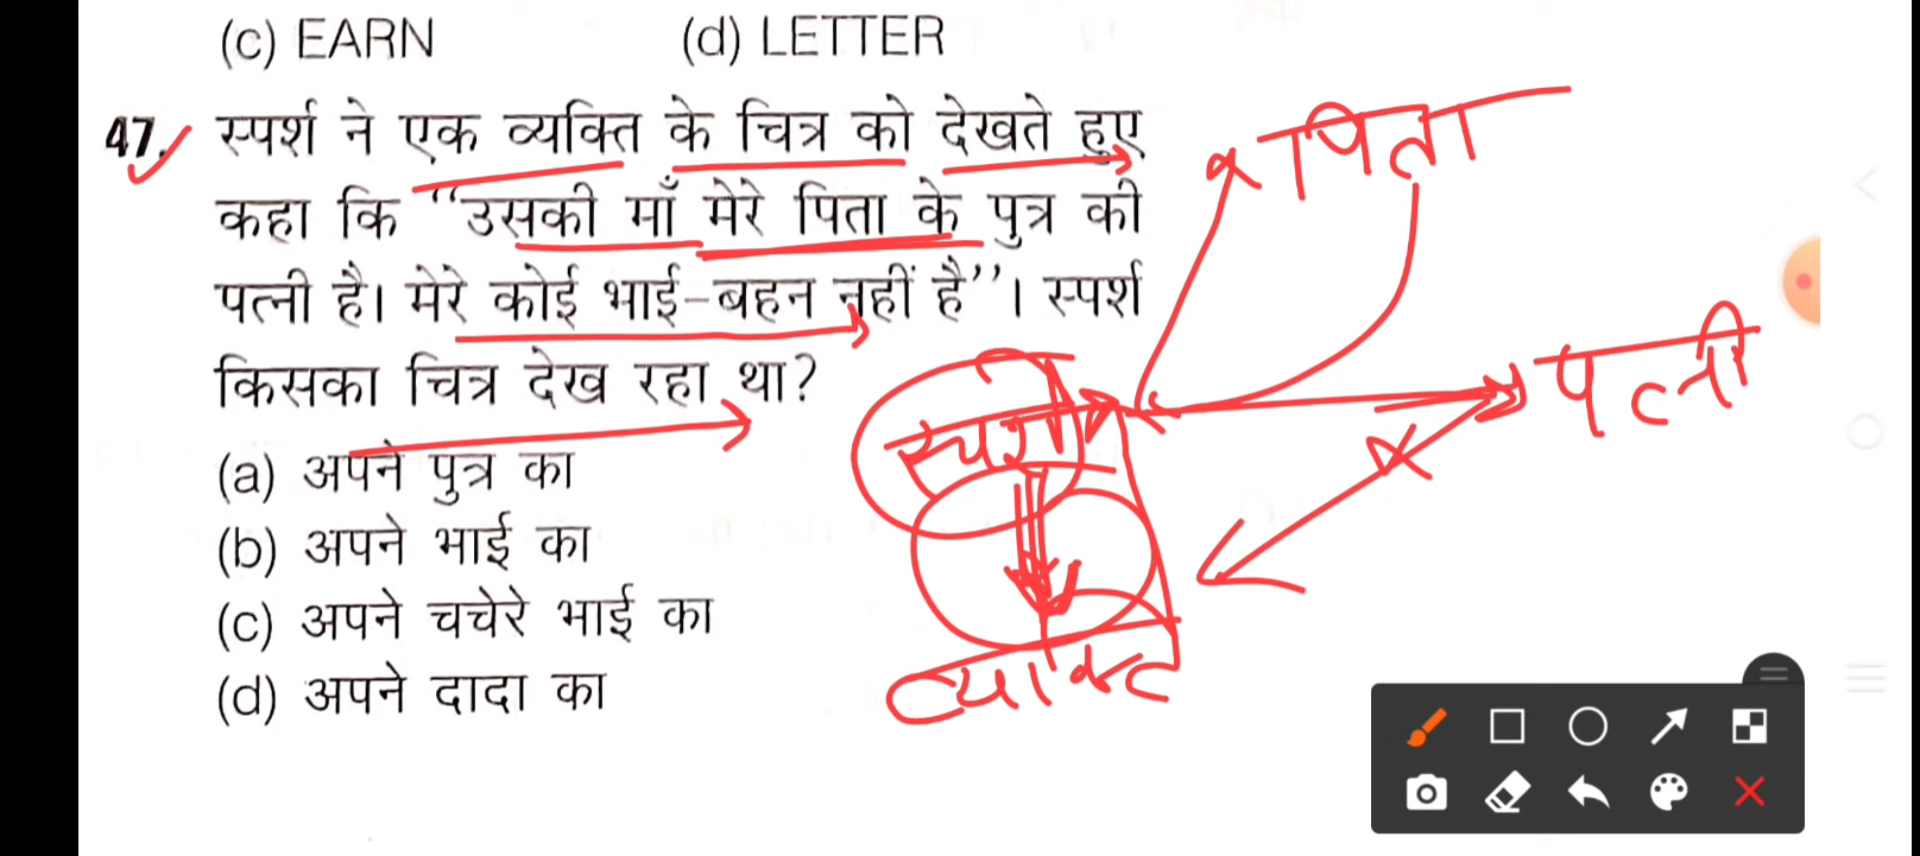 (c) EARN (d) LETTER
47. स्पर्श ने एक व्यक्ति के चित्र को देखते हुए
कहा कि “उसकी माँ मेरे पिता के पुत्र की
पत्नी है। मेरे कोई भाई-बहन नहीं है”। स्पर्श
किसका चित्र देख रहा था?
(a) अपने पुत्र का
(b) अपने भाई का
(c) अपने चचेरे भाई का
(d) अपने दादा का
पिता
पत्नी
स्पर्श
व्यक्ति